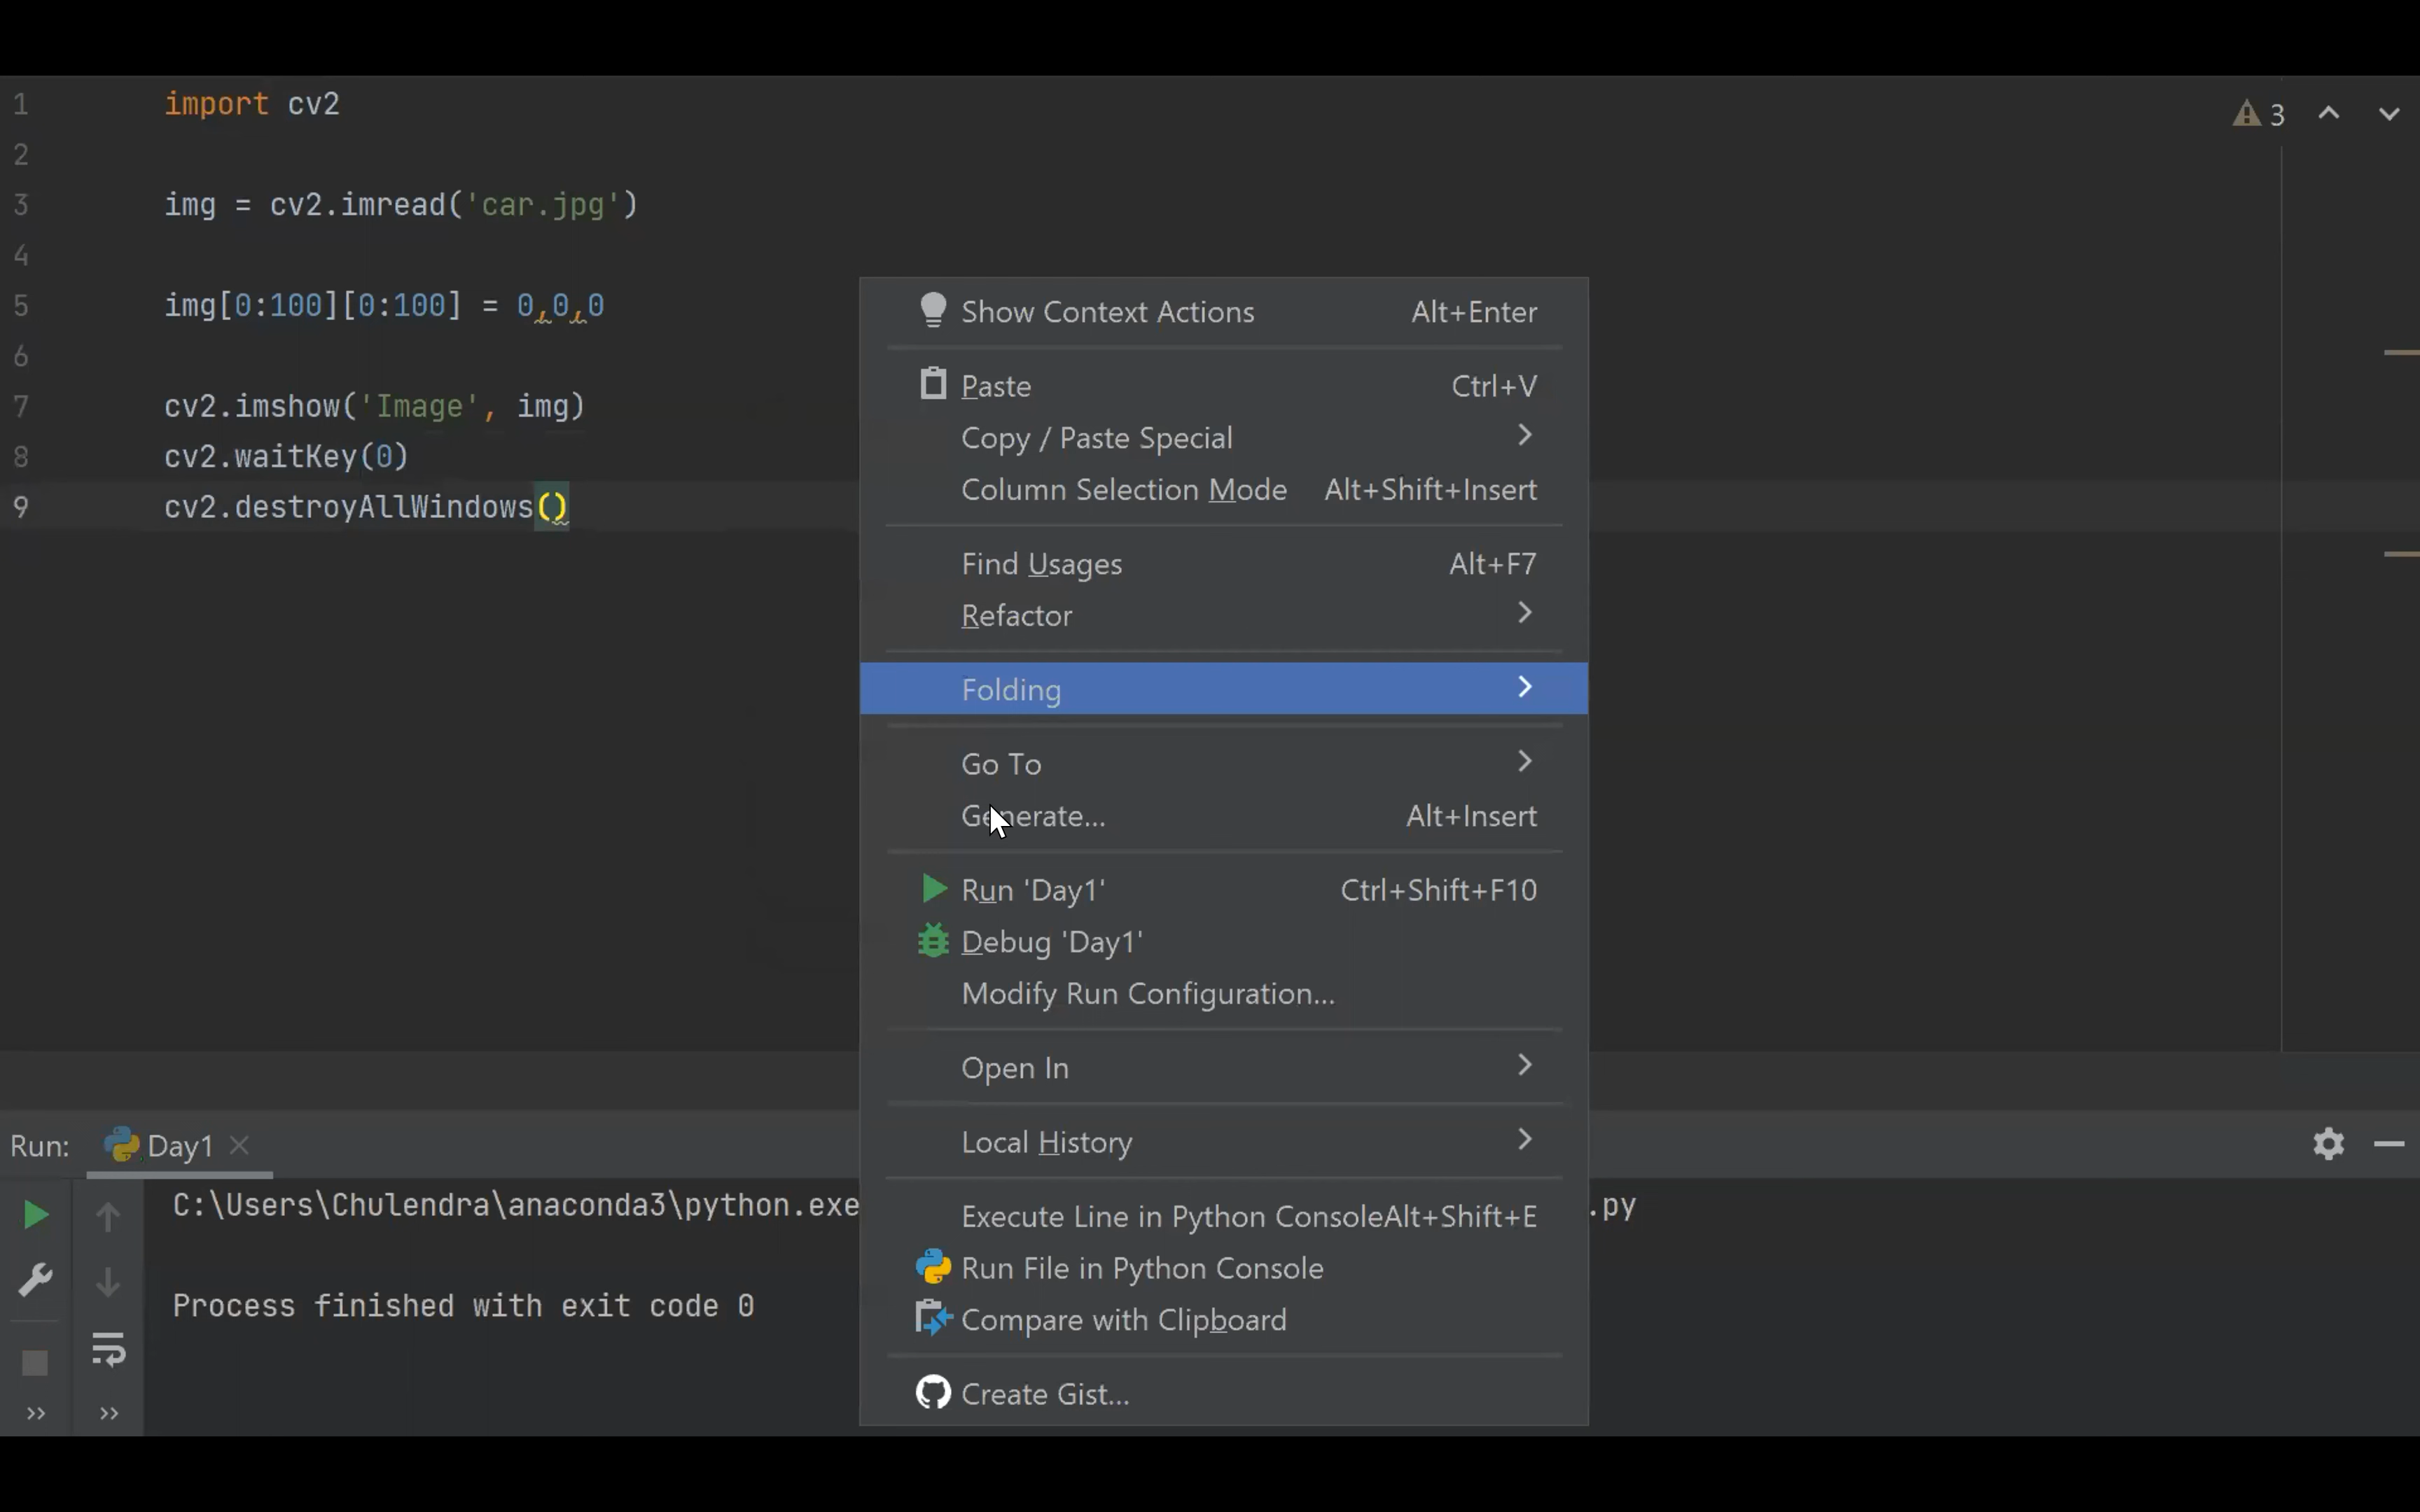 1 import cv2
2
3 img = cv2.imread('car.jpg')
4
5 img[0:100][0:100] = 0,0,0
6
7 cv2.imshow('Image', img)
8 cv2.waitKey(0)
9 cv2.destroyAllWindows()
3
Show Context Actions Alt+Enter
Paste Ctrl+V
Copy / Paste Special
Column Selection Mode Alt+Shift+Insert
Find Usages Alt+F7
Refactor
Folding
Go To
Generate... Alt+Insert
Run 'Day1' Ctrl+Shift+F10
Debug 'Day1'
Modify Run Configuration...
Open In
Local History
Execute Line in Python Console Alt+Shift+E
Run File in Python Console
Compare with Clipboard
Create Gist...
Run: Day1
C:\Users\Chulendra\anaconda3\python.exe .py
Process finished with exit code 0